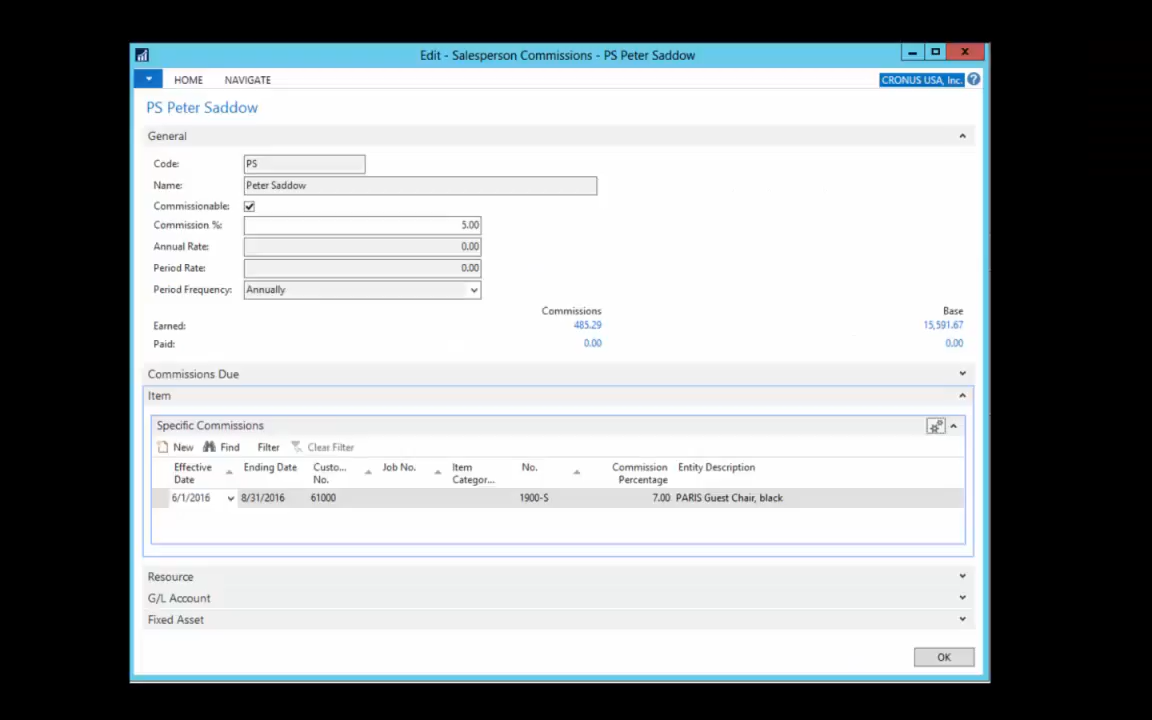 Edit - Salesperson Commissions - PS Peter Saddow
HOME NAVIGATE CRONUS USA, Inc. ?
PS Peter Saddow
General
Code: PS
Name: Peter Saddow
Commissionable:
Commission %: 5.00
Annual Rate: 0.00
Period Rate: 0.00
Period Frequency: Annually
Commissions Base
Earned: 485.29 15,591.67
Paid: 0.00 0.00
Commissions Due
Item
Specific Commissions
New Find Filter Clear Filter
Effective Ending Date Custo... Job No. Item No. Commission Entity Description
Date No. Categor... Percentage
6/1/2016 8/31/2016 61000 1900-S 7.00 PARIS Guest Chair, black
Resource
G/L Account
Fixed Asset
OK